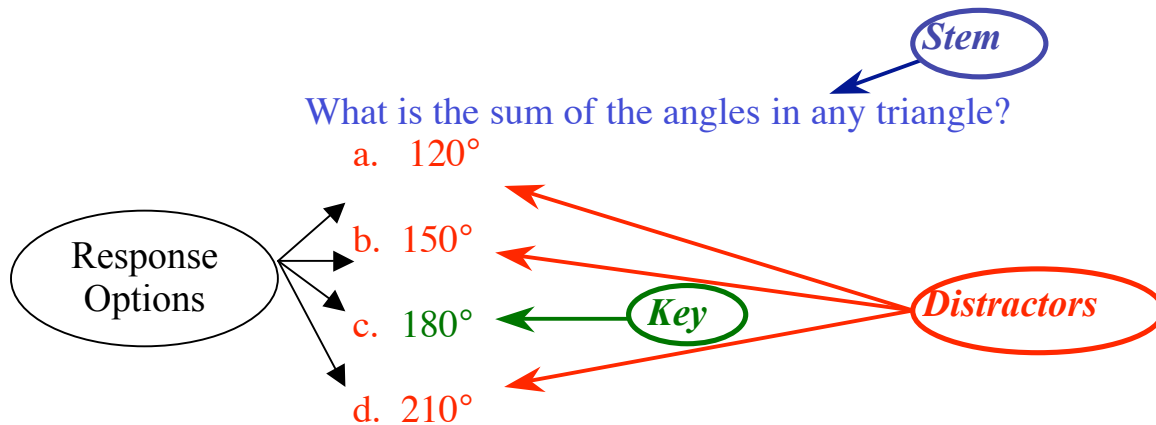 Stem
What is the sum of the angles in any triangle?
a. 120°
b. 150°
Response
Options
c. 180°
Key
Distractors
d. 210°